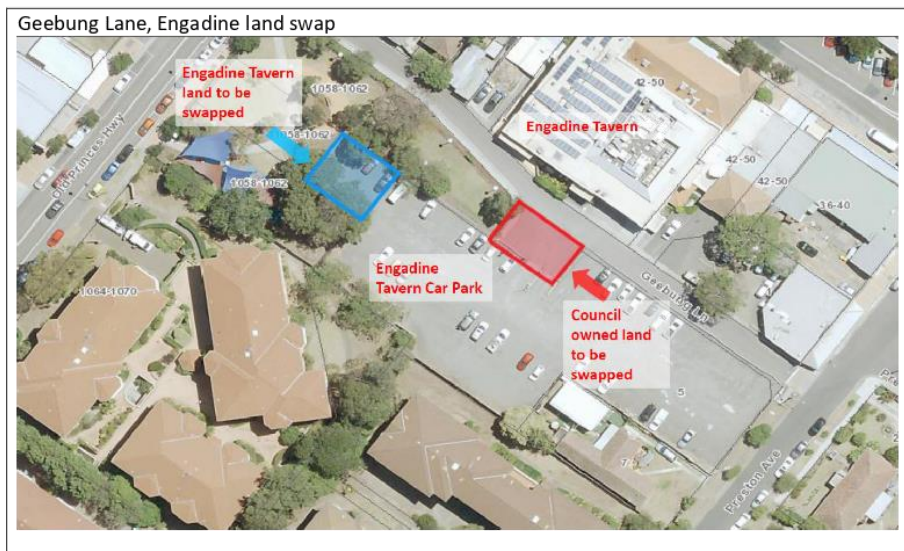 Geebung Lane, Engadine land swap
Engadine Tavern
land to be
swapped
1058-1062
1058-1062
1058-1062
Old Princes Hwy
42-50
Engadine Tavern
42-50
42-50
36-40
1064-1070
Engadine
Tavern Car Park
Geebung Ln
Council
owned land
to be
swapped
5
Preston Ave